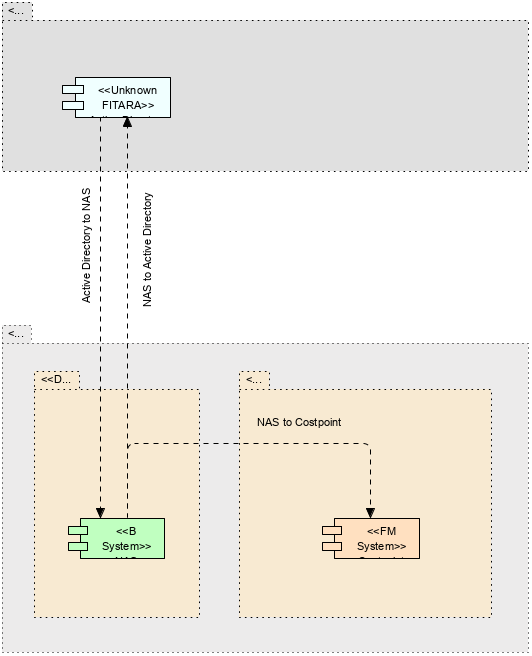 <...
<<Unknown
FITARA>>
Active Directory to NAS
NAS to Active Directory
<...
<<D...
<...
NAS to Costpoint
<<B
System>>
<<FM
System>>